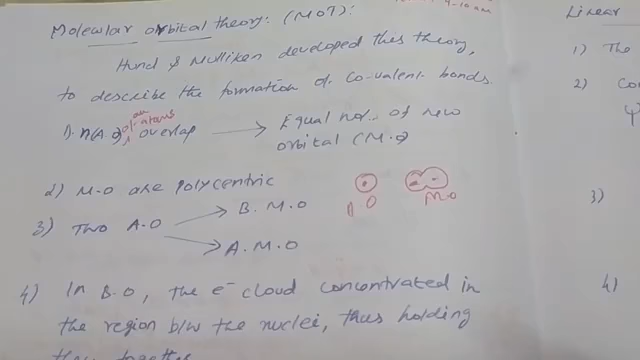 Molecular orbital theory: (MOT):
Hund & Mulliken developed this theory,
to describe the formation of Co-valent bonds.
1) n(A.O) of atoms overlap → Equal no. of new
orbital (M.O)
2) M.O are polycentric
A.O M.O
3) Two A.O → B.M.O
→ A.M.O
4) In B.O, The e⁻ cloud concentrated in
the region b/w the nuclei, thus holding
them together
Linear
1) The
2) Co
ψ
3)
4)